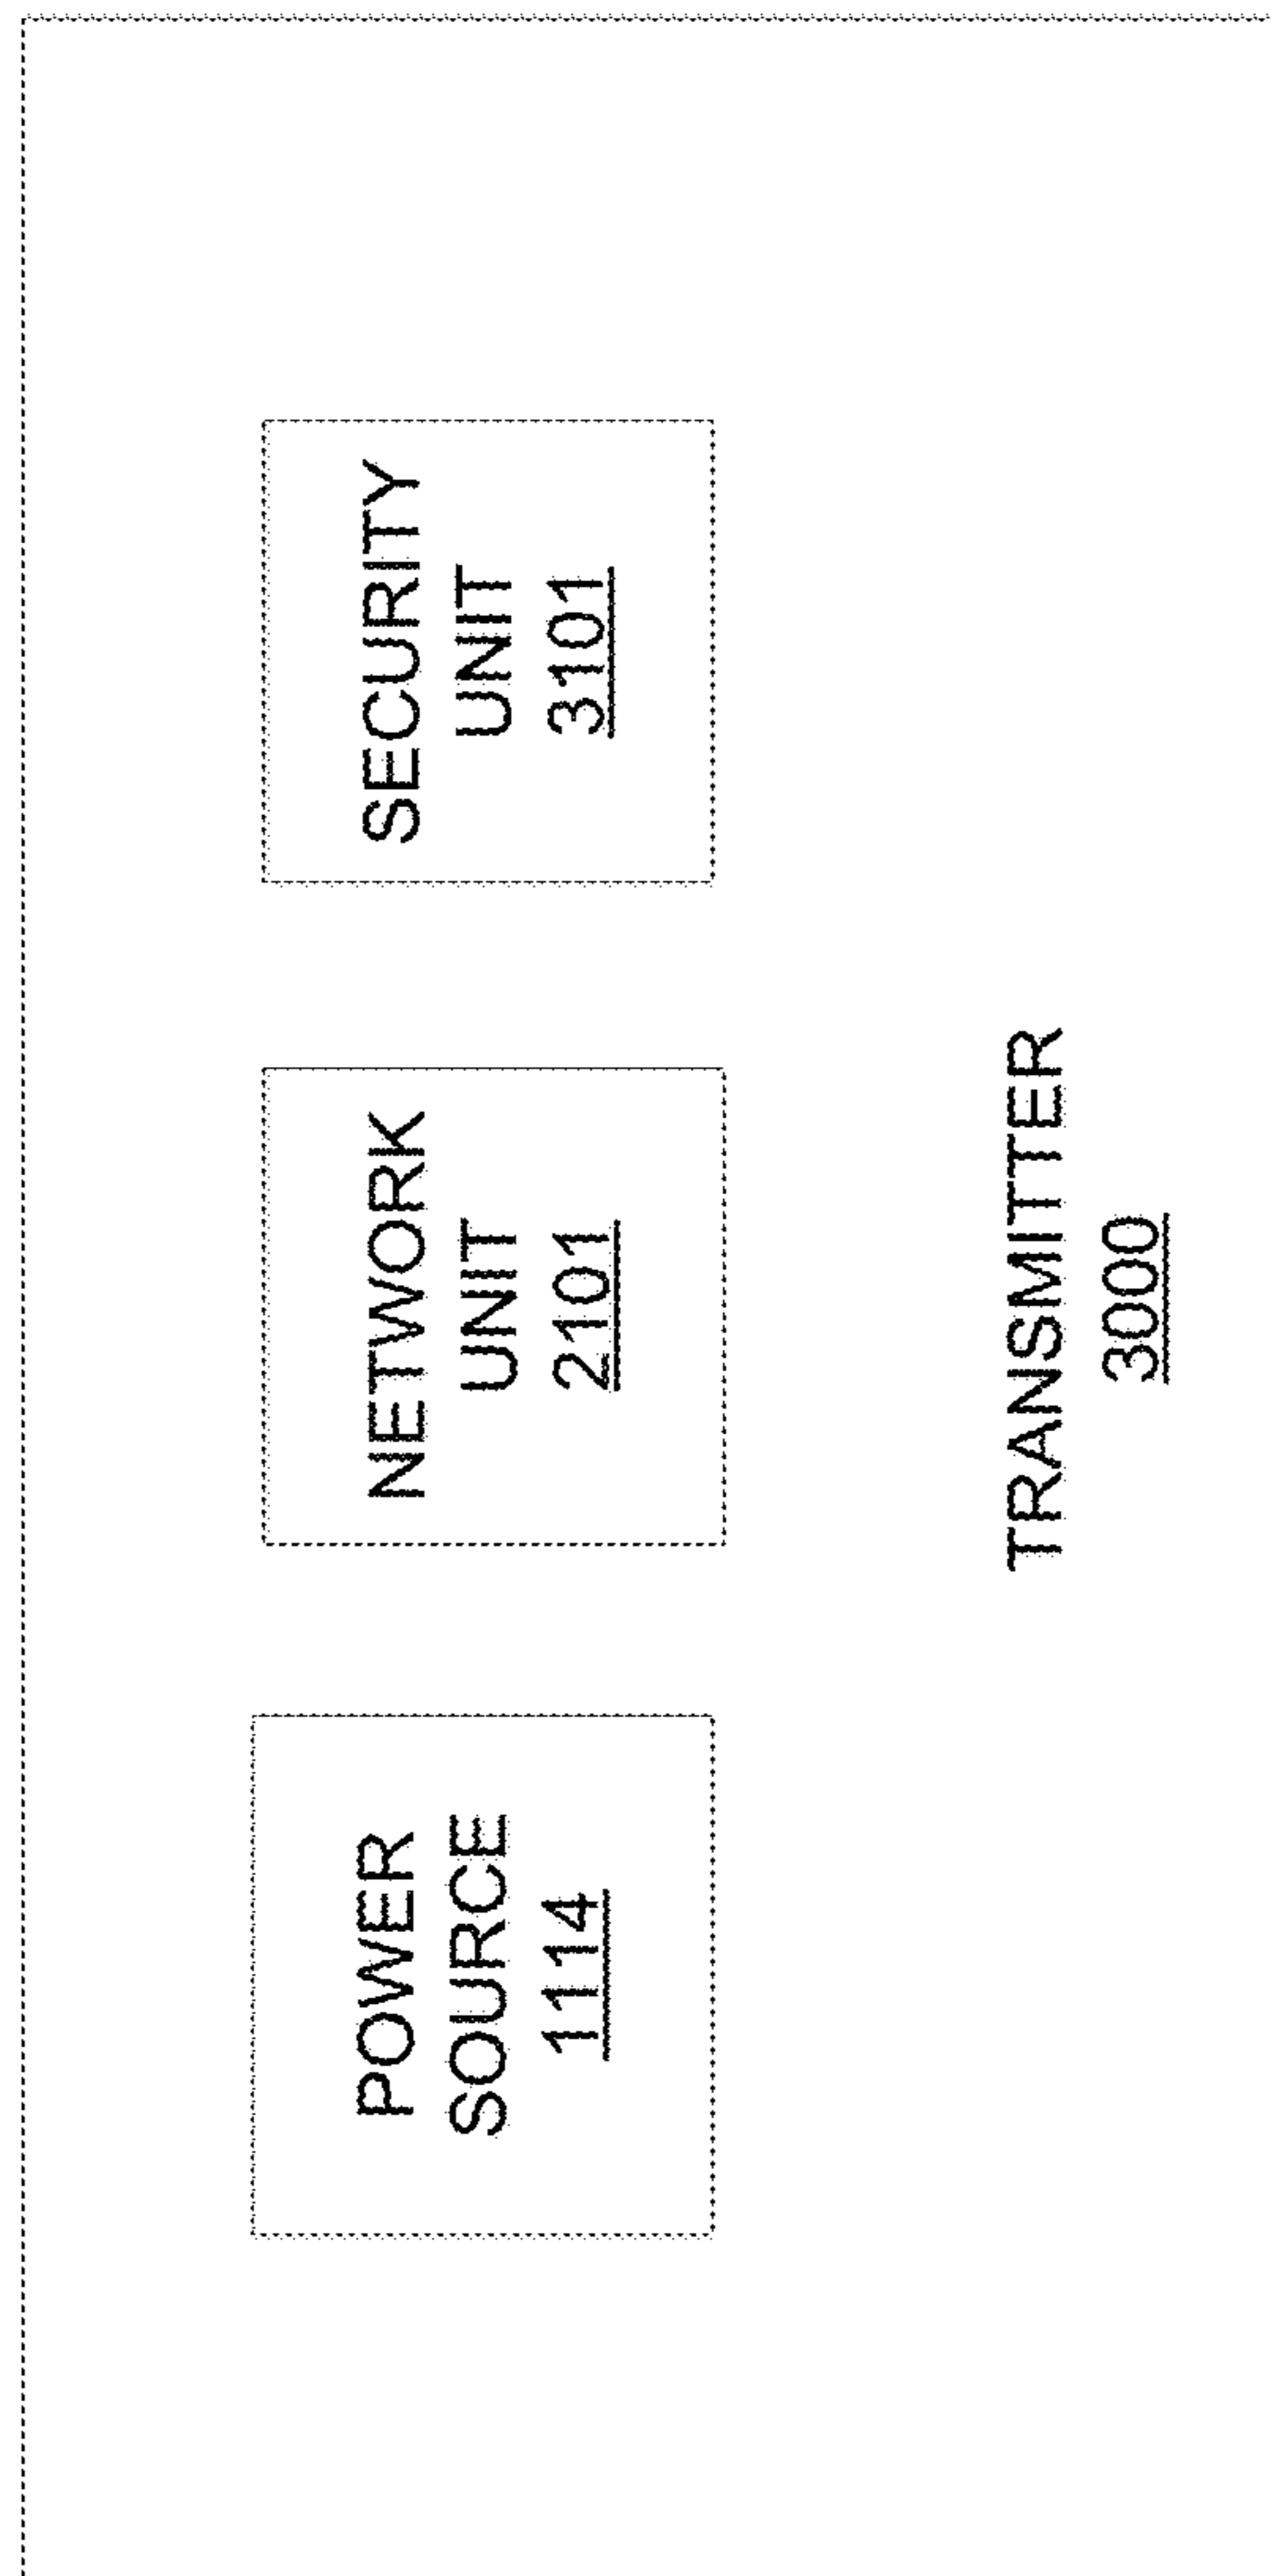 POWER
SOURCE
1114
NETWORK
UNIT
2101
SECURITY
UNIT
3101
TRANSMITTER
3000